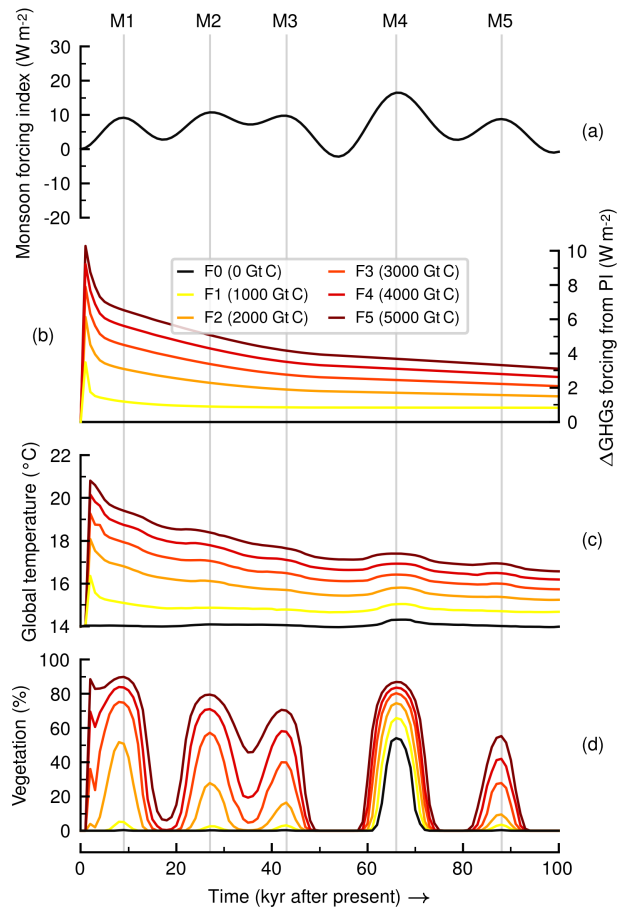 M1 M2 M3 M4 M5
Monsoon forcing index (W m-2)
30
20
10
0
-10
-20
(a)
F0 (0 Gt C) F3 (3000 Gt C)
F1 (1000 Gt C) F4 (4000 Gt C)
F2 (2000 Gt C) F5 (5000 Gt C)
(b)
10
8
6
4
2
0
ΔGHGs forcing from PI (W m-2)
Global temperature (°C)
22
20
18
16
14
(c)
Vegetation (%)
100
80
60
40
20
0
(d)
0 20 40 60 80 100
Time (kyr after present) →